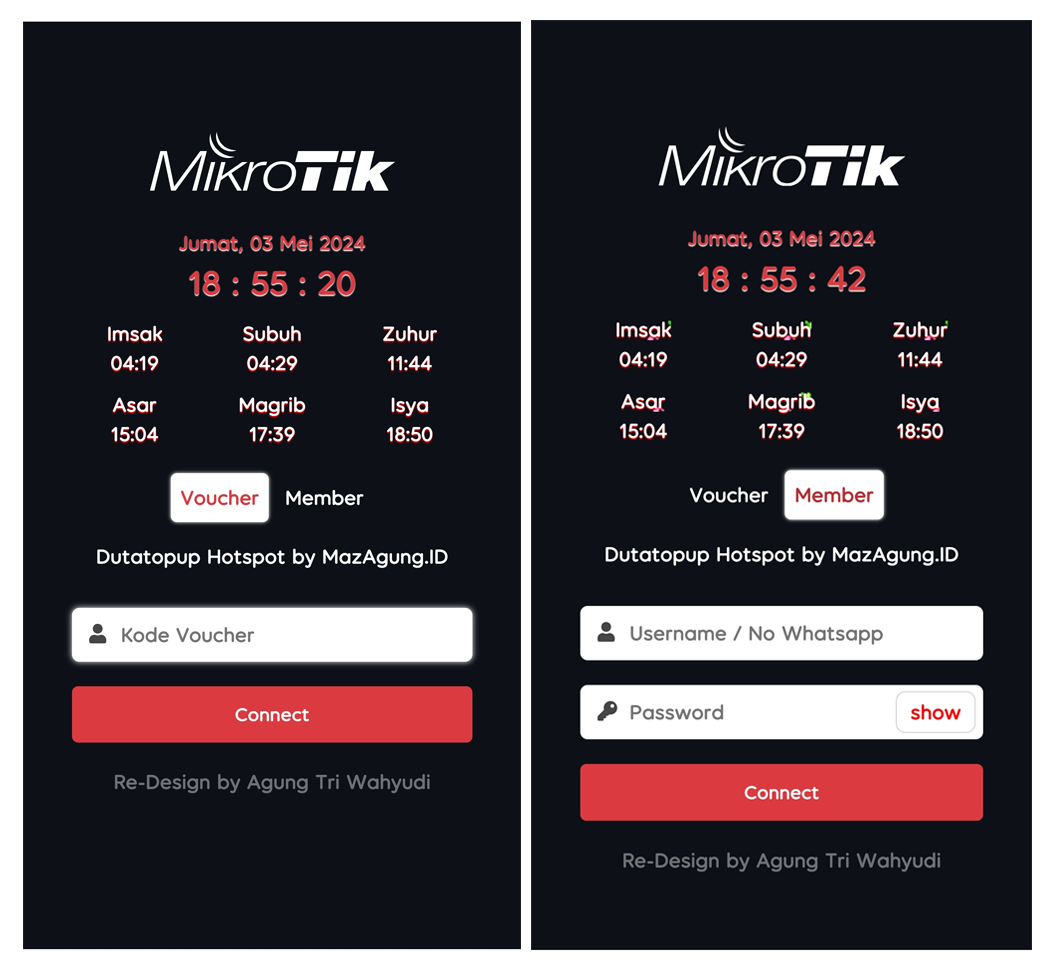 MikroTik
Jumat, 03 Mei 2024
18 : 55 : 20
Imsak Subuh Zuhur
04:19 04:29 11:44
Asar Magrib Isya
15:04 17:39 18:50
Voucher Member
Dutatopup Hotspot by MazAgung.ID
Kode Voucher
Connect
Re-Design by Agung Tri Wahyudi
MikroTik
Jumat, 03 Mei 2024
18 : 55 : 42
Imsak Subuh Zuhur
04:19 04:29 11:44
Asar Magrib Isya
15:04 17:39 18:50
Voucher Member
Dutatopup Hotspot by MazAgung.ID
Username / No Whatsapp
Password show
Connect
Re-Design by Agung Tri Wahyudi